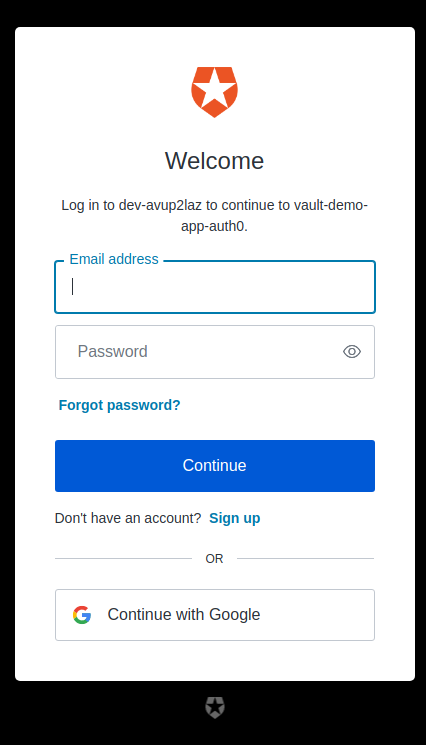 Welcome
Log in to dev-avup2laz to continue to vault-demo-
app-auth0.
Email address
Password
Forgot password?
Continue
Don't have an account? Sign up
OR
Continue with Google